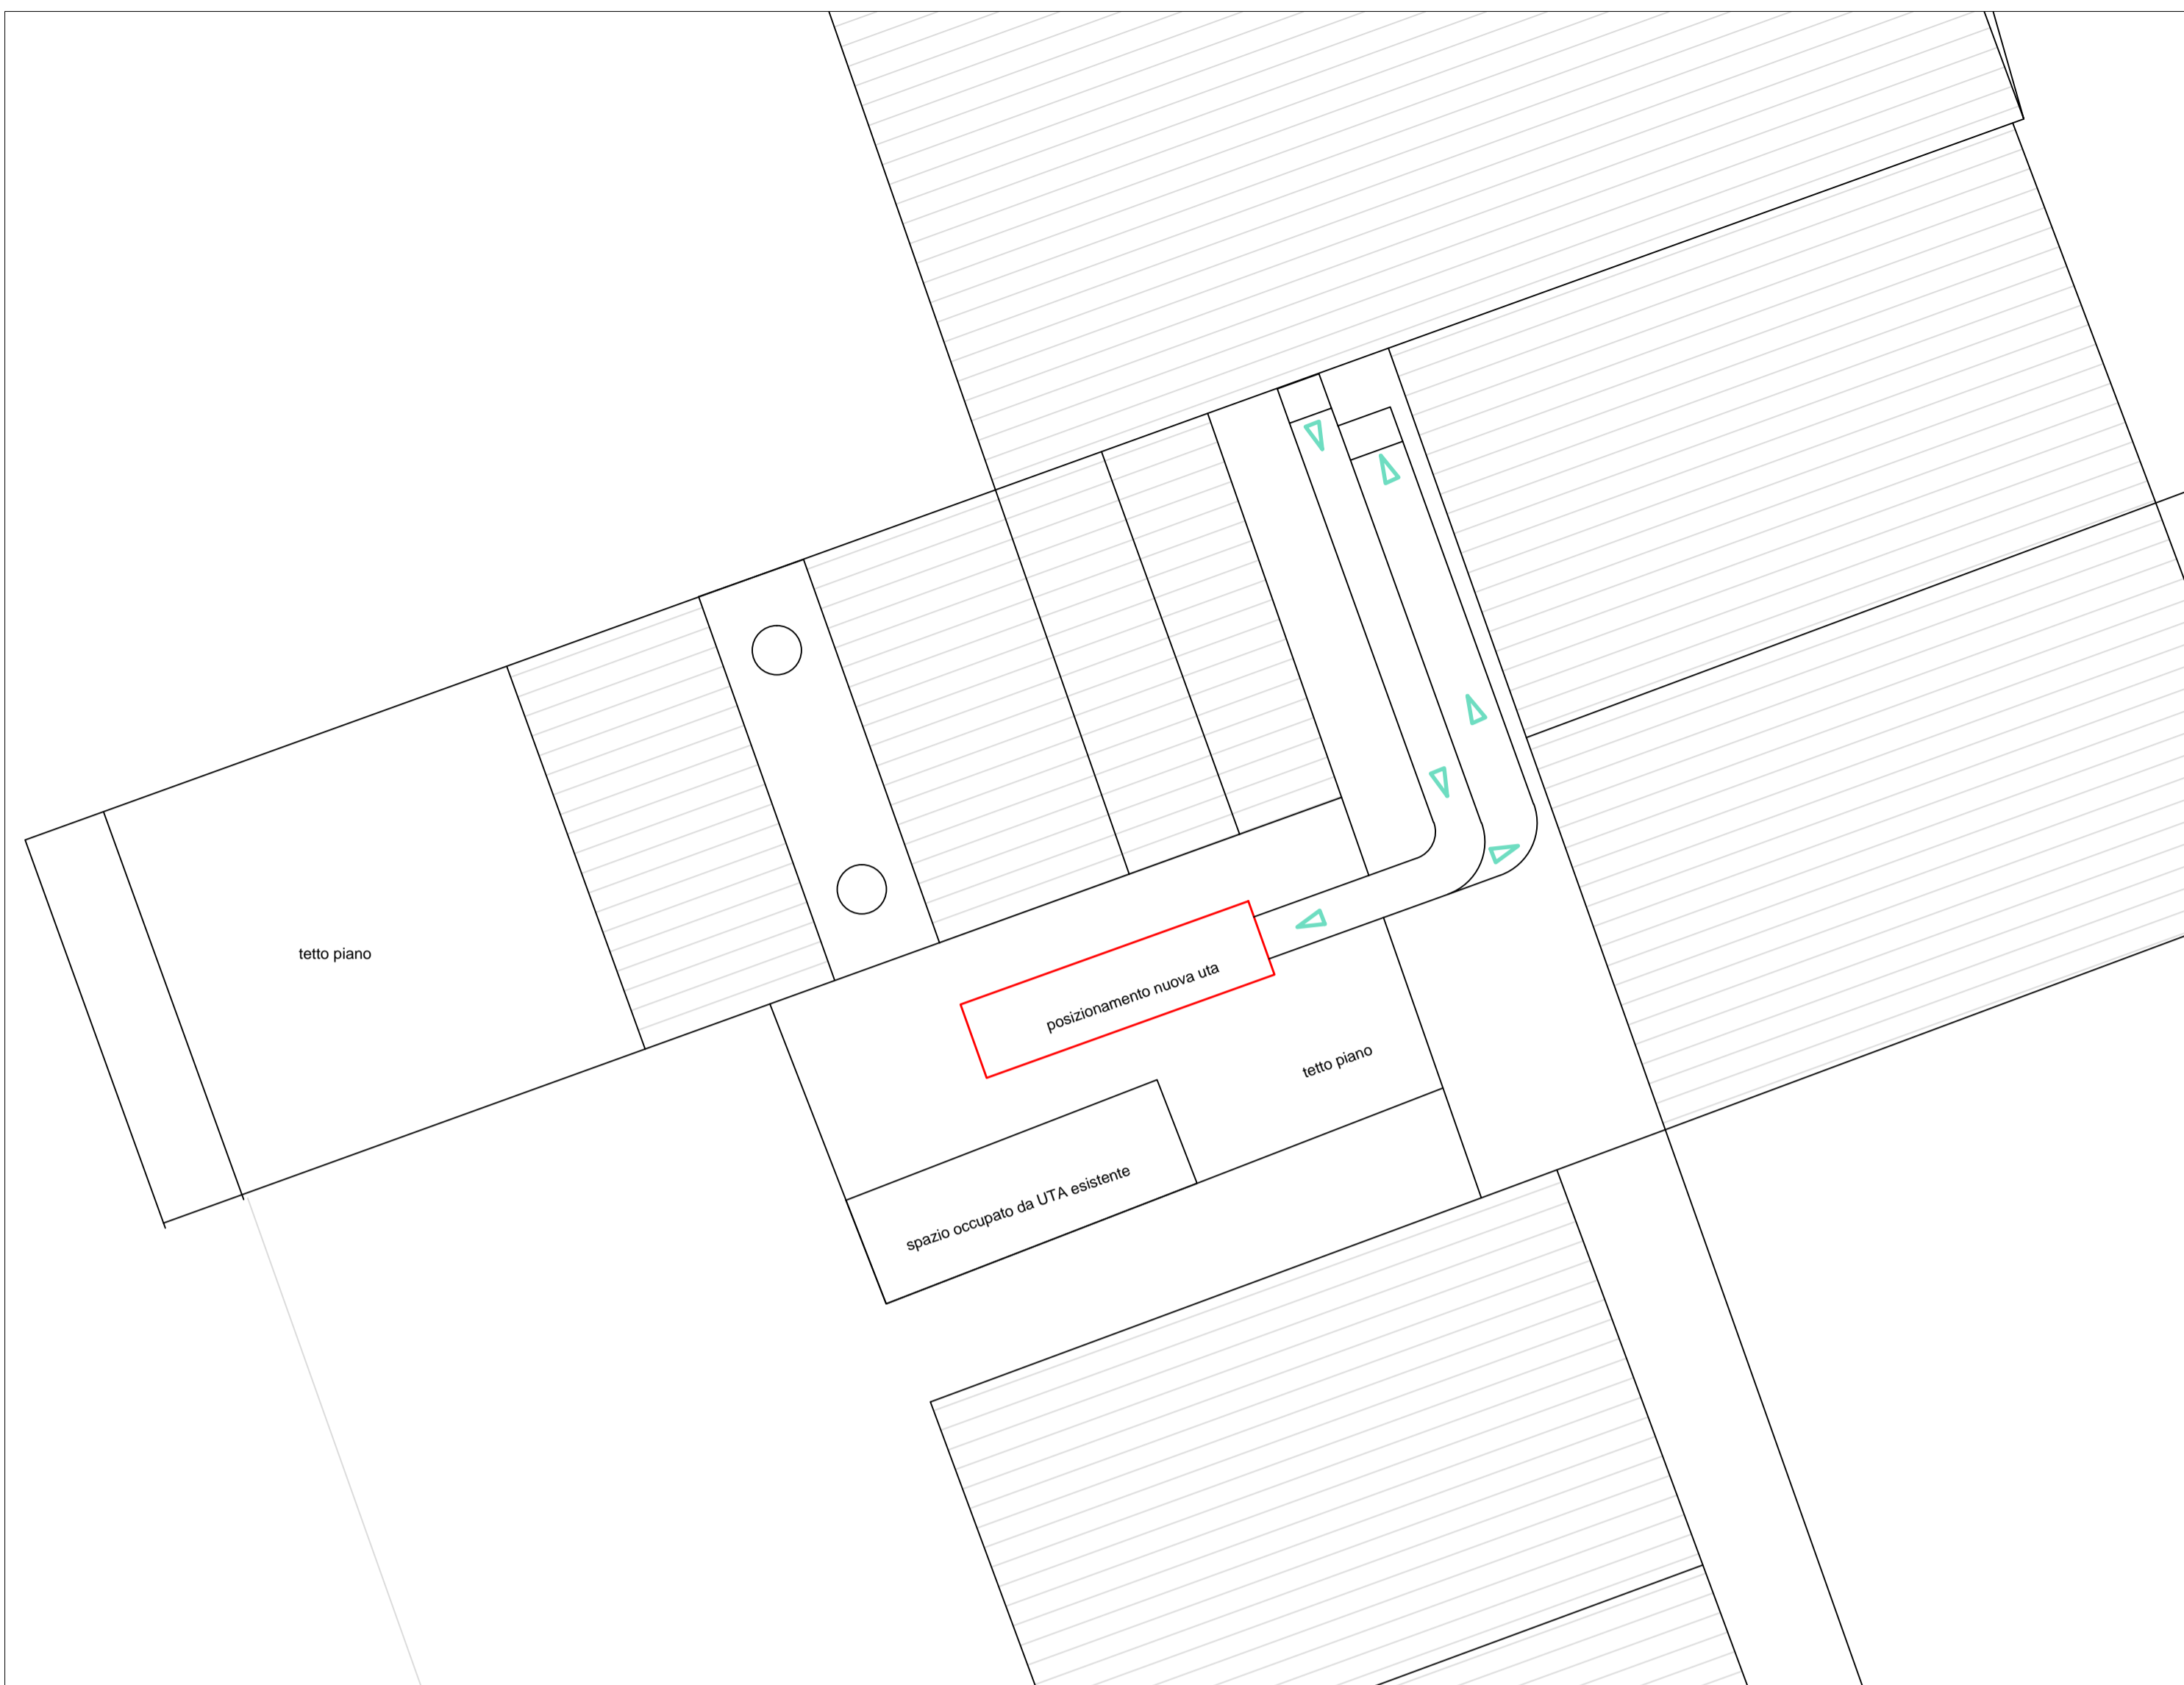 tetto piano
posizionamento nuova uta
tetto piano
spazio occupato da UTA esistente